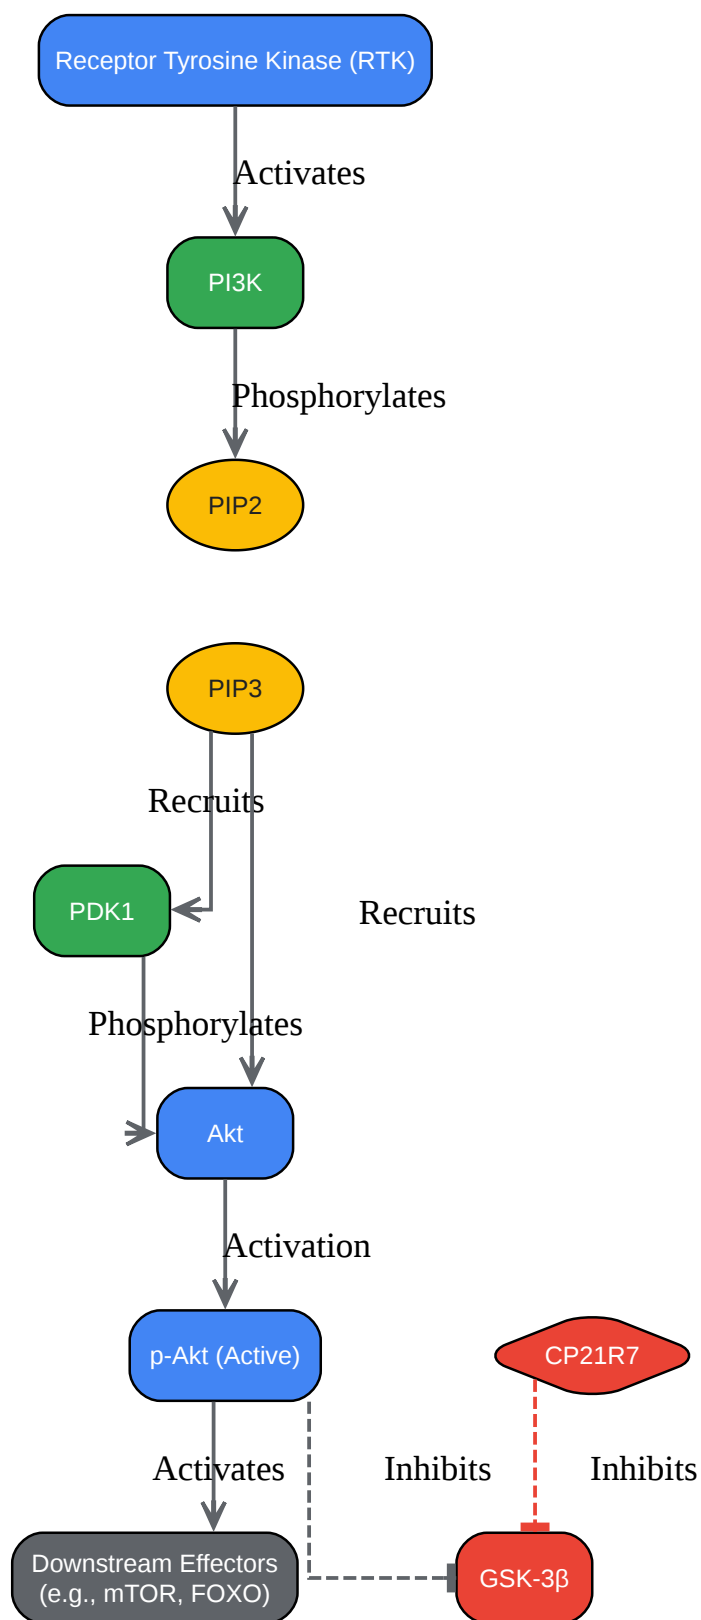 Receptor Tyrosine Kinase (RTK)
Activates
PI3K
Phosphorylates
PIP2
PIP3
Recruits
PDK1
Recruits
Phosphorylates
Akt
Activation
p-Akt (Active)
CP21R7
Activates
Inhibits
Inhibits
Downstream Effectors
(e.g., mTOR, FOXO)
GSK-3β